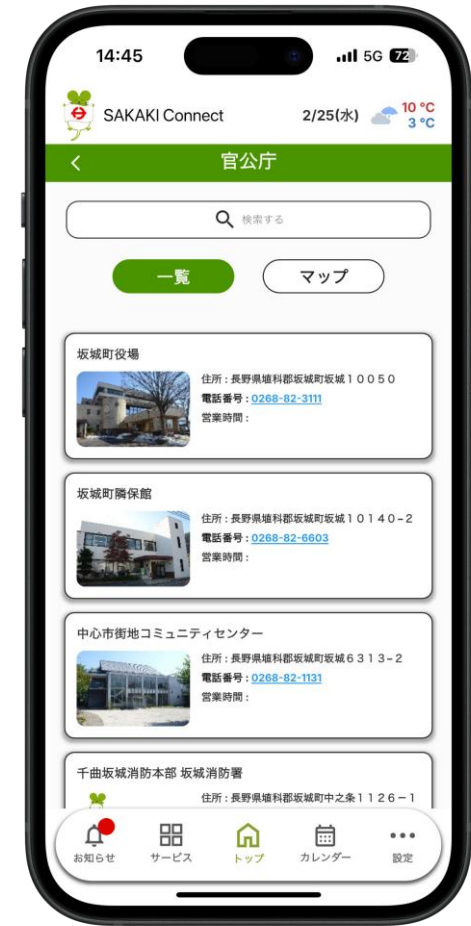 14:45
5G 72
SAKAKI Connect 2/25(水) 10 °C
3 °C
官公庁
検索する
一覧 マップ
坂城町役場
住所：長野県埴科郡坂城町坂城１００５０
電話番号：0268-82-3111
営業時間：
坂城町隣保館
住所：長野県埴科郡坂城町坂城１０１４０−２
電話番号：0268-82-6603
営業時間：
中心市街地コミュニティセンター
住所：長野県埴科郡坂城町坂城６３１３−２
電話番号：0268-82-1131
営業時間：
千曲坂城消防本部 坂城消防署
住所：長野県埴科郡坂城町中之条１１２６−１
お知らせ サービス トップ カレンダー 設定